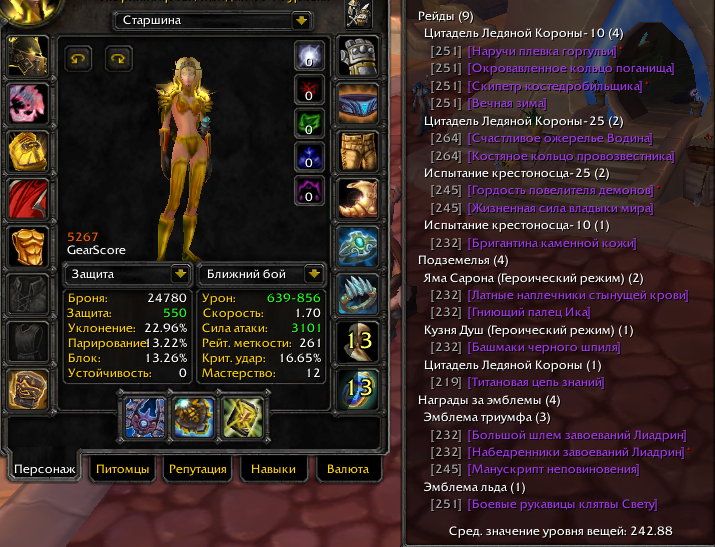 Старшина
0
0
0
0
0
5267
GearScore
Защита
Ближний бой
Броня: 24780
Защита: 550
Уклонение: 22.96%
Парирование 13.22%
Блок: 13.26%
Устойчивость: 0
Урон: 639-856
Скорость: 1.70
Сила атаки: 3101
Рейт. меткости: 261
Крит. удар: 16.65%
Мастерство: 12
13
13
Персонаж
Питомцы
Репутация
Навыки
Валюта
Рейды (9)
Цитадель Ледяной Короны-10 (4)
[251] [Наручи плевка горгульи]
[251] [Окровавленное кольцо поганища]
[251] [Скипетр костедробильщика]
[251] [Вечная зима]
Цитадель Ледяной Короны-25 (2)
[264] [Счастливое ожерелье Водина]
[264] [Костяное кольцо провозвестника]
Испытание крестоносца-25 (2)
[245] [Гордость повелителя демонов]
[245] [Жизненная сила владыки мира]
Испытание крестоносца-10 (1)
[232] [Бригантина каменной кожи]
Подземелья (4)
Яма Сарона (Героический режим) (2)
[232] [Латные наплечники стынущей крови]
[232] [Гниющий палец Ика]
Кузня Душ (Героический режим) (1)
[232] [Башмаки черного шпиля]
Цитадель Ледяной Короны (1)
[219] [Титановая цепь знаний]
Награды за эмблемы (4)
Эмблема триумфа (3)
[232] [Большой шлем завоеваний Лиадрин]
[232] [Набедренники завоеваний Лиадрин]
[245] [Манускрипт неповиновения]
Эмблема льда (1)
[251] [Боевые рукавицы клятвы Свету]
Сред. значение уровня вещей: 242.88